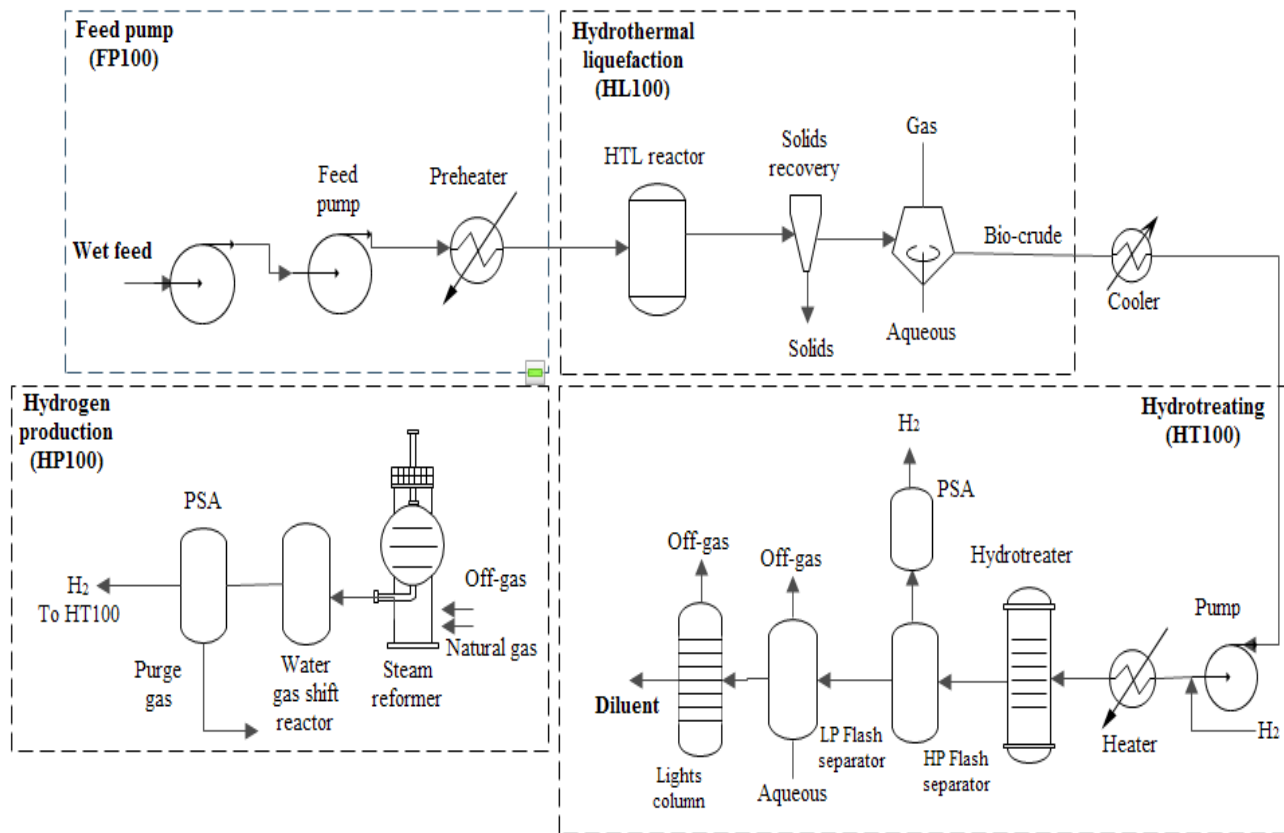 Feed pump
(FP100)
Wet feed
Feed
pump
Preheater
Hydrothermal
liquefaction
(HL100)
HTL reactor
Solids
recovery
Solids
Gas
Aqueous
Bio-crude
Cooler
Hydrogen
production
(HP100)
PSA
H₂
To HT100
Purge
gas
Water
gas shift
reactor
Steam
reformer
Off-gas
Natural gas
Hydrotreating
(HT100)
H₂
PSA
Off-gas
Off-gas
Hydrotreater
Pump
Diluent
Lights
column
Aqueous
LP Flash
separator
HP Flash
separator
Heater
H₂